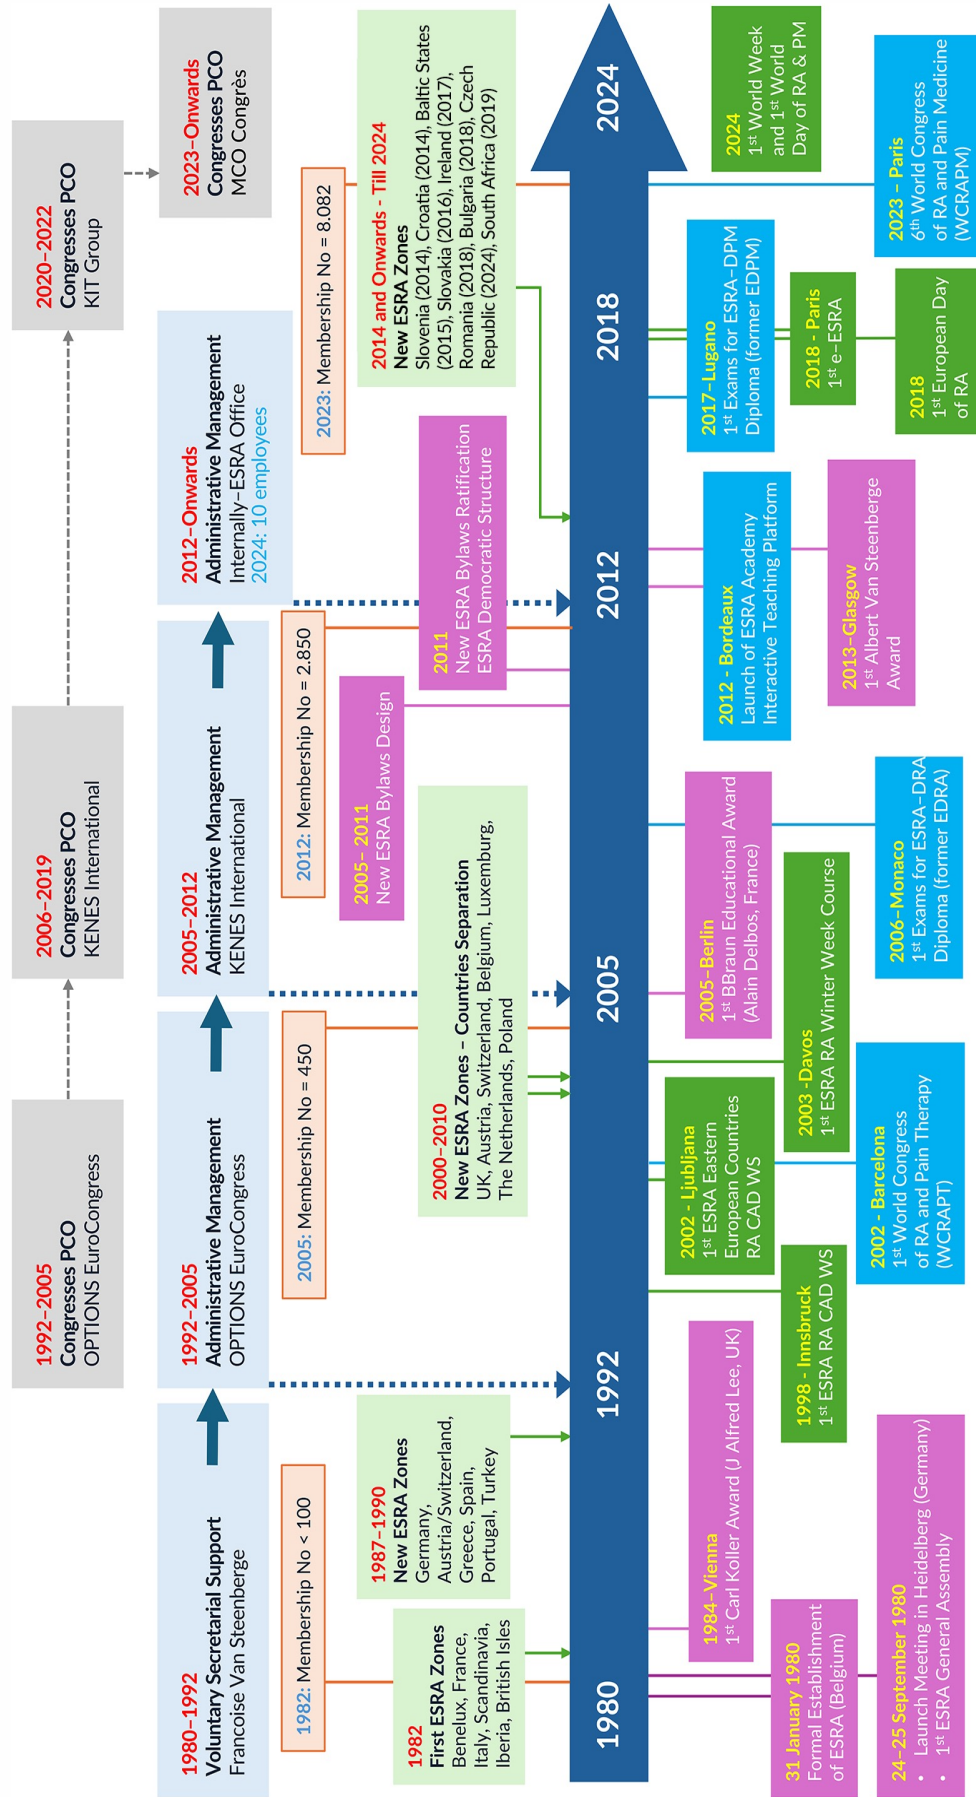 1992–2005
Congresses PCO
OPTIONS EuroCongress
2006–2019
Congresses PCO
KENES International
2020–2022
Congresses PCO
KIT Group
2023–Onwards
Congresses PCO
MCO Congrès
1980–1992
Voluntary Secretarial Support
Francoise Van Steenberge
1992–2005
Administrative Management
OPTIONS EuroCongress
2005–2012
Administrative Management
KENES International
2012–Onwards
Administrative Management
Internally–ESRA Office
2024: 10 employees
1982: Membership No < 100
2005: Membership No = 450
2012: Membership No = 2.850
2023: Membership No = 8.082
1982
First ESRA Zones
Benelux, France,
Italy, Scandinavia,
Iberia, British Isles
1987–1990
New ESRA Zones
Germany,
Austria/Switzerland,
Greece, Spain,
Portugal, Turkey
2000–2010
New ESRA Zones – Countries Separation
UK, Austria, Switzerland, Belgium, Luxemburg,
The Netherlands, Poland
2005– 2011
New ESRA Bylaws Design
2011
New ESRA Bylaws Ratification
ESRA Democratic Structure
2014 and Onwards - Till 2024
New ESRA Zones
Slovenia (2014), Croatia (2014), Baltic States
(2015), Slovakia (2016), Ireland (2017),
Romania (2018), Bulgaria (2018), Czech
Republic (2024), South Africa (2019)
1980
1992
2005
2012
2018
2024
31 January 1980
Formal Establishment
of ESRA (Belgium)
24–25 September 1980
• Launch Meeting in Heidelberg (Germany)
• 1st ESRA General Assembly
1984–Vienna
1st Carl Koller Award (J Alfred Lee, UK)
1998 - Innsbruck
1st ESRA RA CAD WS
2002 - Ljubljana
1st ESRA Eastern
European Countries
RA CAD WS
2002 - Barcelona
1st World Congress
of RA and Pain Therapy
(WCRAPT)
2003 -Davos
1st ESRA RA Winter Week Course
2005–Berlin
1st BBraun Educational Award
(Alain Delbos, France)
2006–Monaco
1st Exams for ESRA–DRA
Diploma (former EDRA)
2012 - Bordeaux
Launch of ESRA Academy
Interactive Teaching Platform
2013–Glasgow
1st Albert Van Steenberge
Award
2017–Lugano
1st Exams for ESRA–DPM
Diploma (former EDPM)
2018 - Paris
1st e–ESRA
2018
1st European Day
of RA
2024
1st World Week
and 1st World
Day of RA & PM
2023 – Paris
6th World Congress
of RA and Pain Medicine
(WCRAPM)